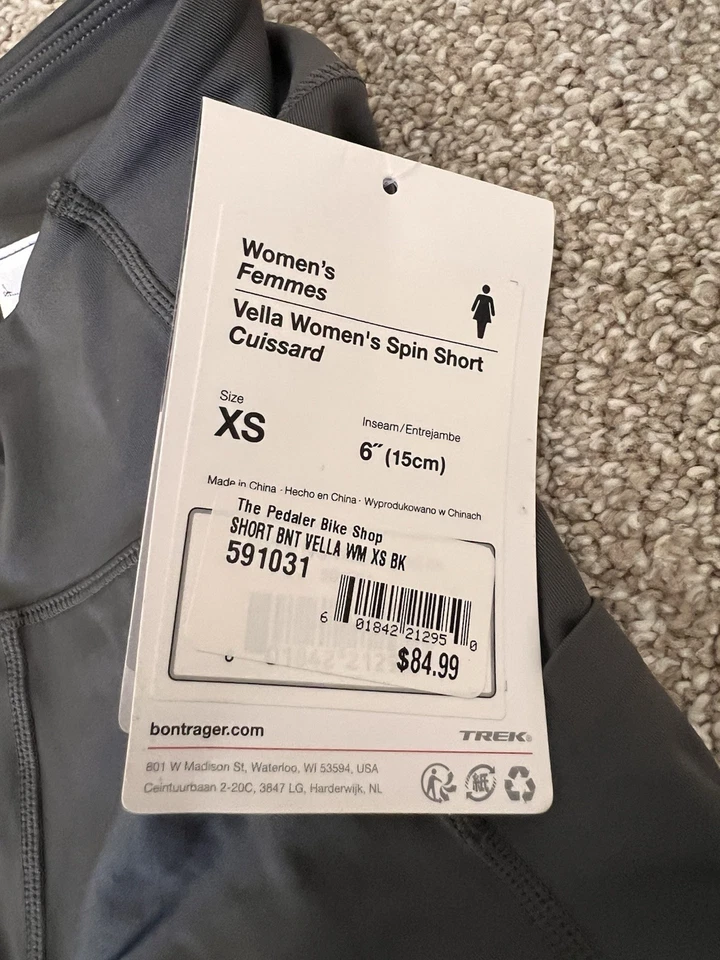 Women's
Femmes
Vella Women's Spin Short
Cuissard
Size
XS
Inseam/Entrejambe
6˝ (15cm)
Made in China · Hecho en China · Wyprodukowano w Chinach
The Pedaler Bike Shop
SHORT BNT VELLA WM XS BK
591031
6 01842 21295 0
$84.99
bontrager.com
TREK®
801 W Madison St, Waterloo, WI 53594, USA
Ceintuurbaan 2-20C, 3847 LG, Harderwijk, NL
紙